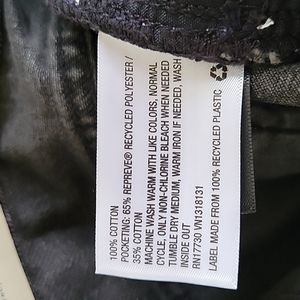 100% COTTON
POCKETING: 65% REPREVE® RECYCLED POLYESTER /
35% COTTON
MACHINE WASH WARM WITH LIKE COLORS, NORMAL
CYCLE, ONLY NON-CHLORINE BLEACH WHEN NEEDED
TUMBLE DRY MEDIUM, WARM IRON IF NEEDED, WASH
INSIDE OUT
RN17730 VN1318131
LABEL MADE FROM 100% RECYCLED PLASTIC